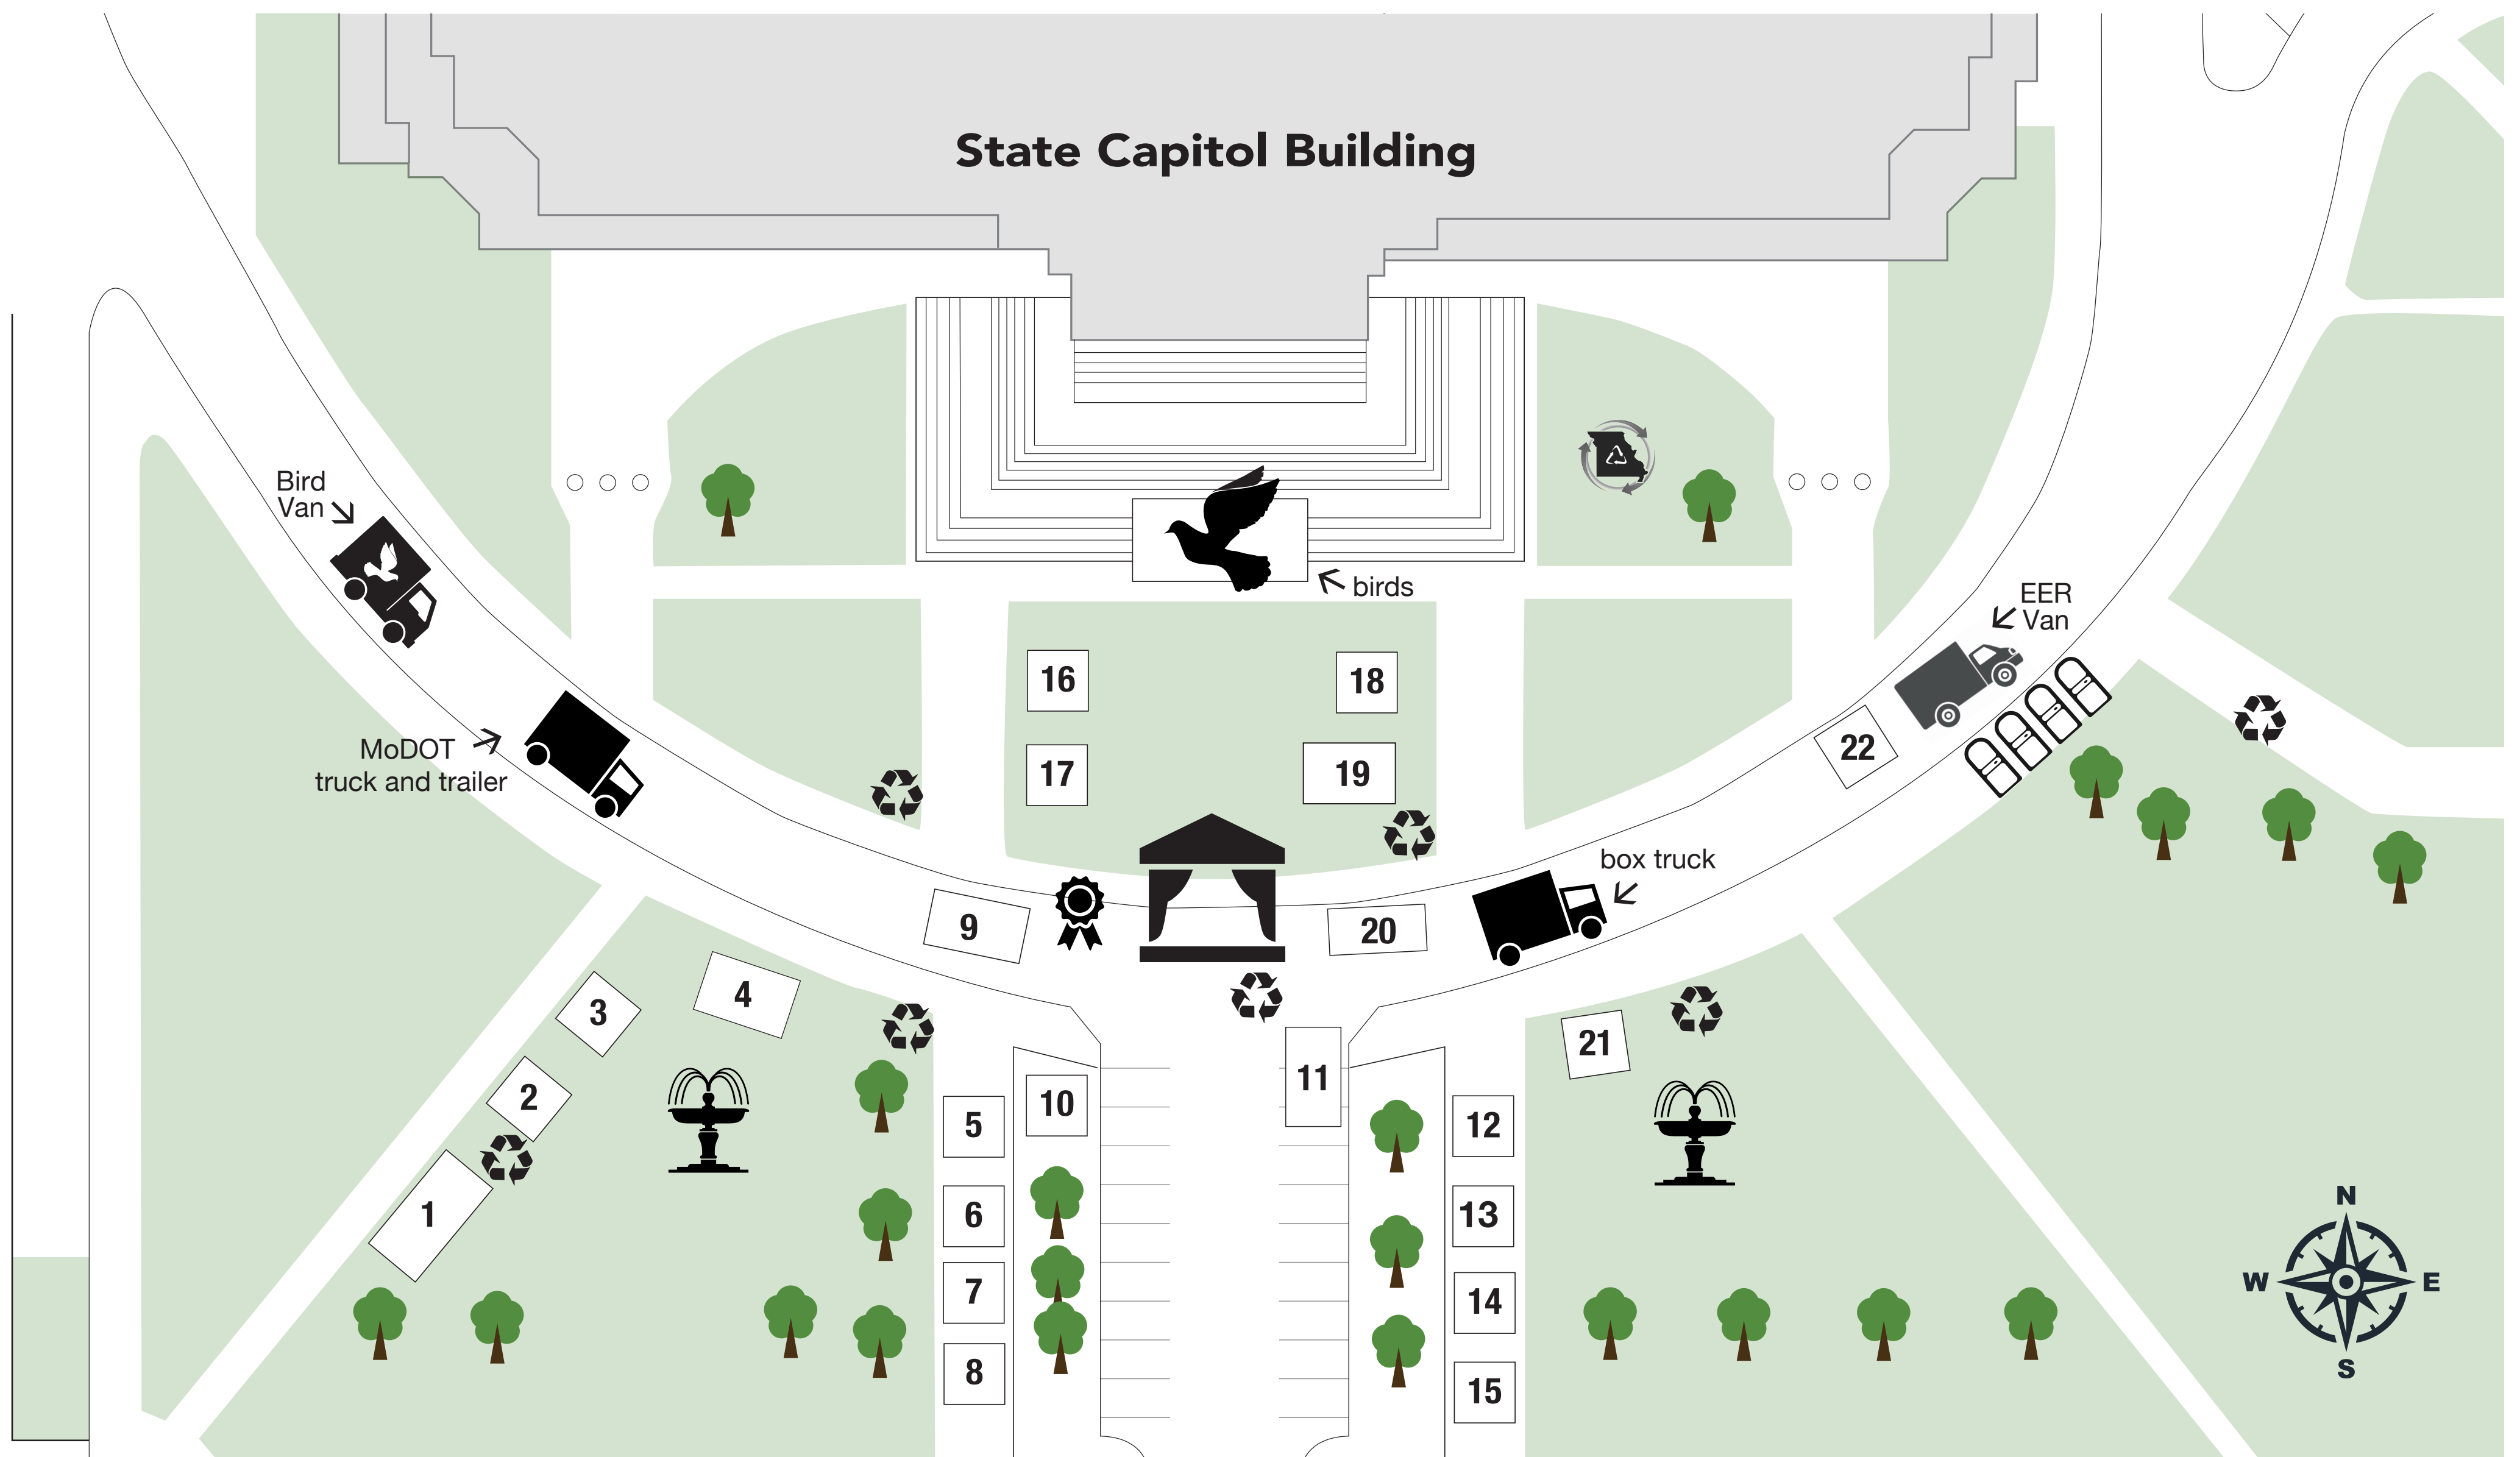 State Capitol Building
Bird
Van
birds
EER
Van
16
18
MoDOT
truck and trailer
17
19
22
box truck
9
20
4
3
21
2
10
11
5
12
1
6
13
7
14
8
15
N
W
E
S